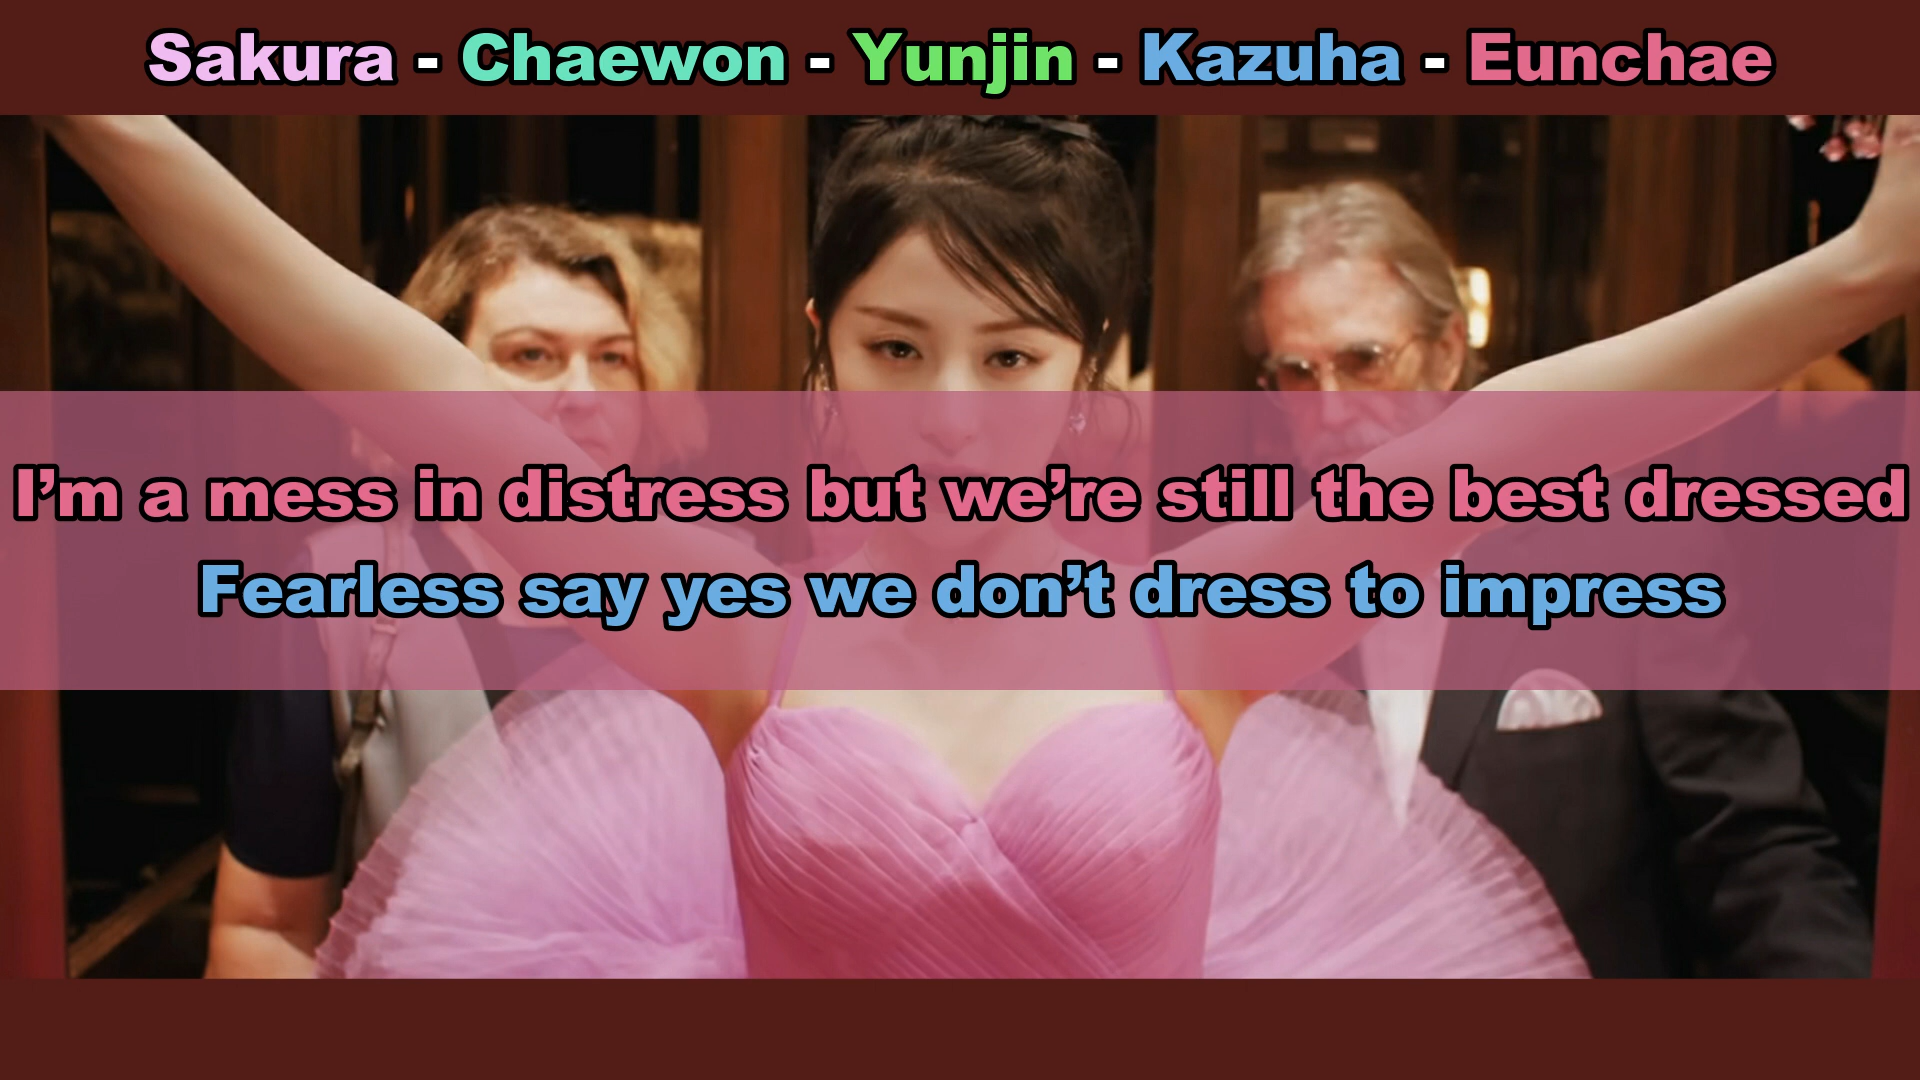 Sakura - Chaewon - Yunjin - Kazuha - Eunchae
I'm a mess in distress but we're still the best dressed
Fearless say yes we don't dress to impress